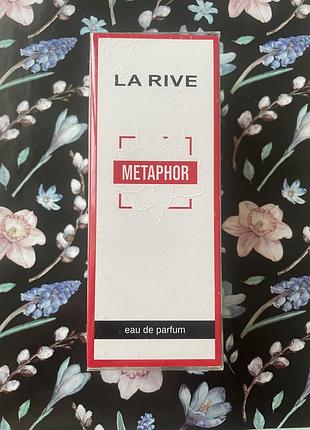 LA RIVE
METAPHOR
eau de parfum